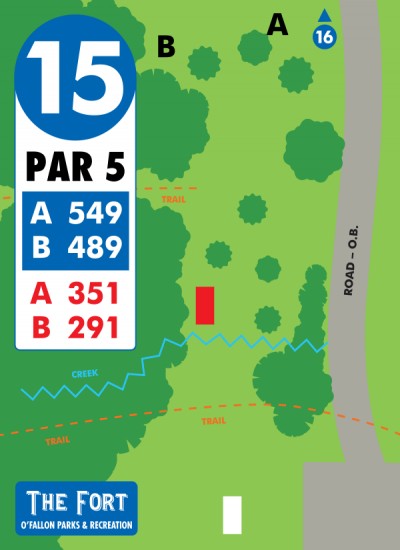 15
PAR 5
A 549
B 489
A 351
B 291
B
A
16
TRAIL
ROAD – O.B.
CREEK
TRAIL
TRAIL
THE FORT
O'FALLON PARKS & RECREATION